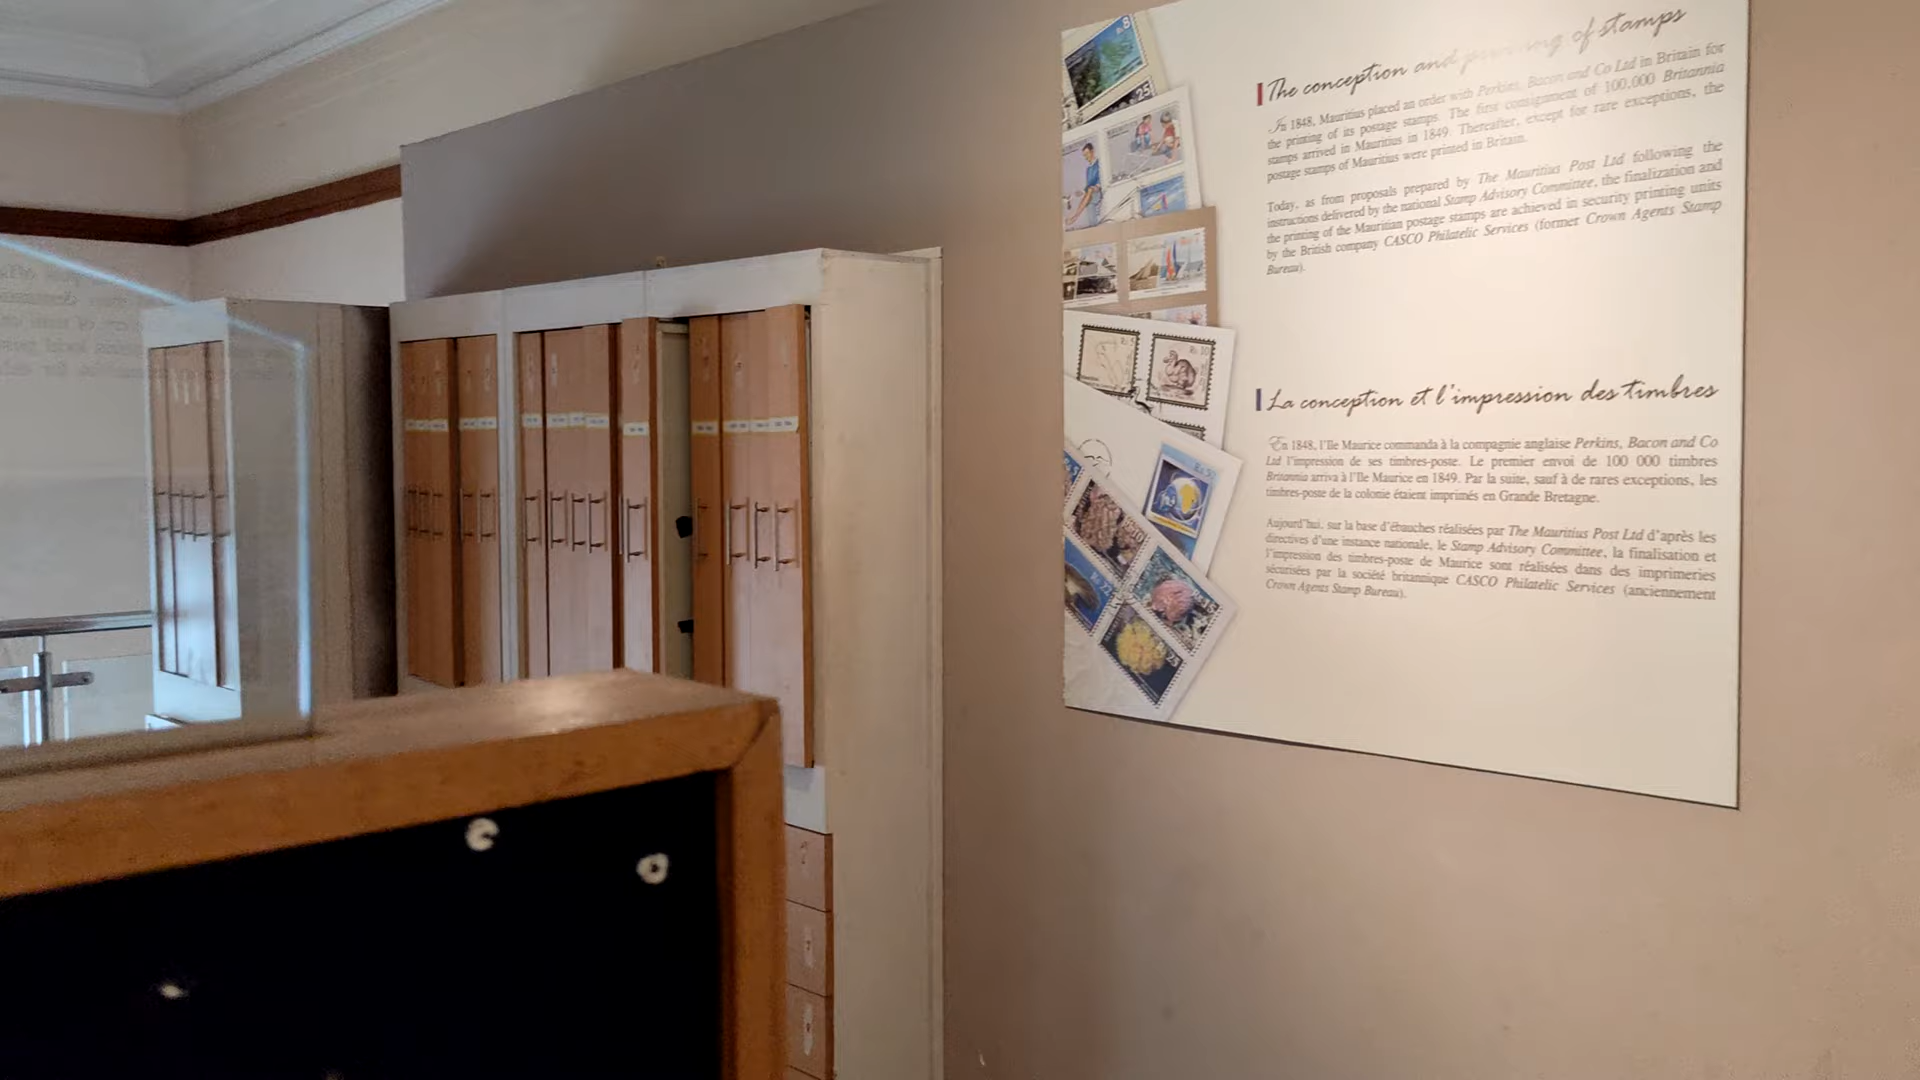 The conception and printing of stamps
In 1848, Mauritius placed an order with Perkins, Bacon and Co Ltd in Britain for
the printing of its postage stamps. The first consignment of 100,000 Britannia
stamps arrived in Mauritius in 1849. Thereafter, except for rare exceptions, the
postage stamps of Mauritius were printed in Britain.
Today, as from proposals prepared by The Mauritius Post Ltd following the
instructions delivered by the national Stamp Advisory Committee, the finalization and
the printing of the Mauritian postage stamps are achieved in security printing units
by the British company CASCO Philatelic Services (former Crown Agents Stamp
Bureau).
La conception et l'impression des timbres
En 1848, l'Ile Maurice commanda à la compagnie anglaise Perkins, Bacon and Co
Ltd l'impression de ses timbres-poste. Le premier envoi de 100 000 timbres
Britannia arriva à l'Ile Maurice en 1849. Par la suite, sauf à de rares exceptions, les
timbres-poste de la colonie étaient imprimés en Grande Bretagne.
Aujourd'hui, sur la base d'ébauches réalisées par The Mauritius Post Ltd d'après les
directives d'une instance nationale, le Stamp Advisory Committee, la finalisation et
l'impression des timbres-poste de Maurice sont réalisées dans des imprimeries
sécurisées par la société britannique CASCO Philatelic Services (anciennement
Crown Agents Stamp Bureau).